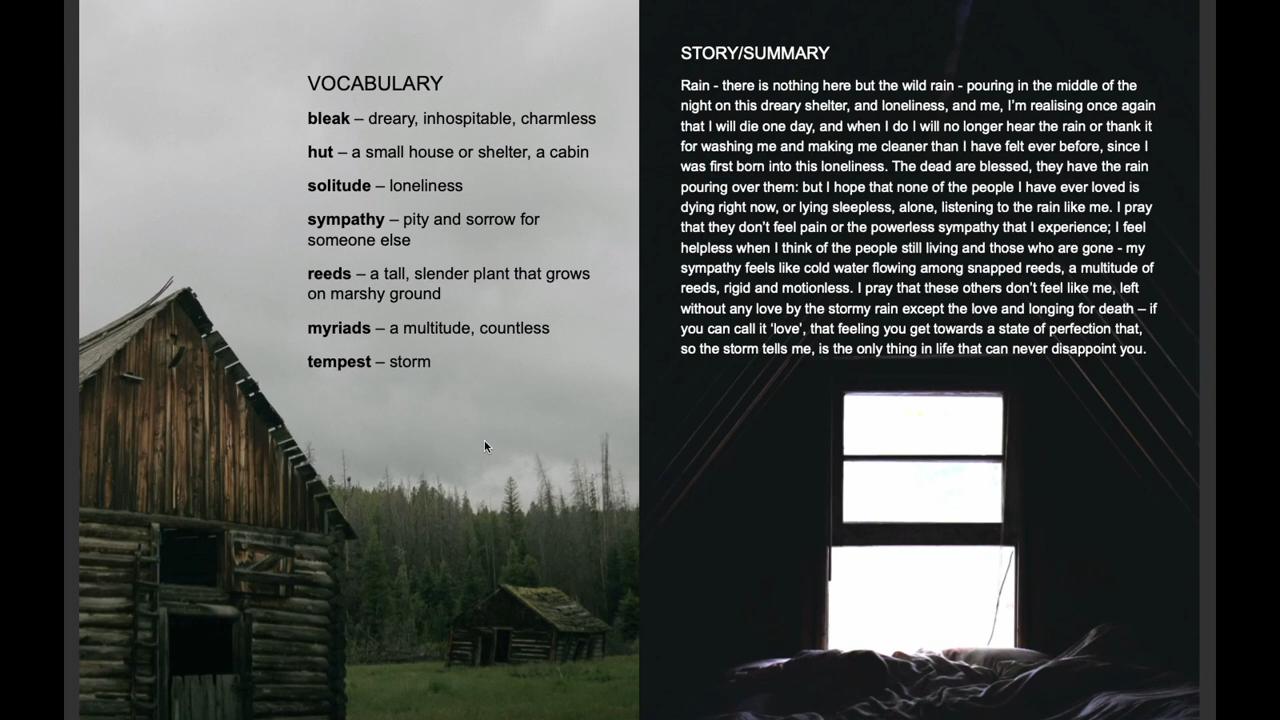 VOCABULARY
bleak – dreary, inhospitable, charmless
hut – a small house or shelter, a cabin
solitude – loneliness
sympathy – pity and sorrow for
someone else
reeds – a tall, slender plant that grows
on marshy ground
myriads – a multitude, countless
tempest – storm
STORY/SUMMARY
Rain - there is nothing here but the wild rain - pouring in the middle of the
night on this dreary shelter, and loneliness, and me, I'm realising once again
that I will die one day, and when I do I will no longer hear the rain or thank it
for washing me and making me cleaner than I have felt ever before, since I
was first born into this loneliness. The dead are blessed, they have the rain
pouring over them: but I hope that none of the people I have ever loved is
dying right now, or lying sleepless, alone, listening to the rain like me. I pray
that they don't feel pain or the powerless sympathy that I experience; I feel
helpless when I think of the people still living and those who are gone - my
sympathy feels like cold water flowing among snapped reeds, a multitude of
reeds, rigid and motionless. I pray that these others don't feel like me, left
without any love by the stormy rain except the love and longing for death – if
you can call it 'love', that feeling you get towards a state of perfection that,
so the storm tells me, is the only thing in life that can never disappoint you.